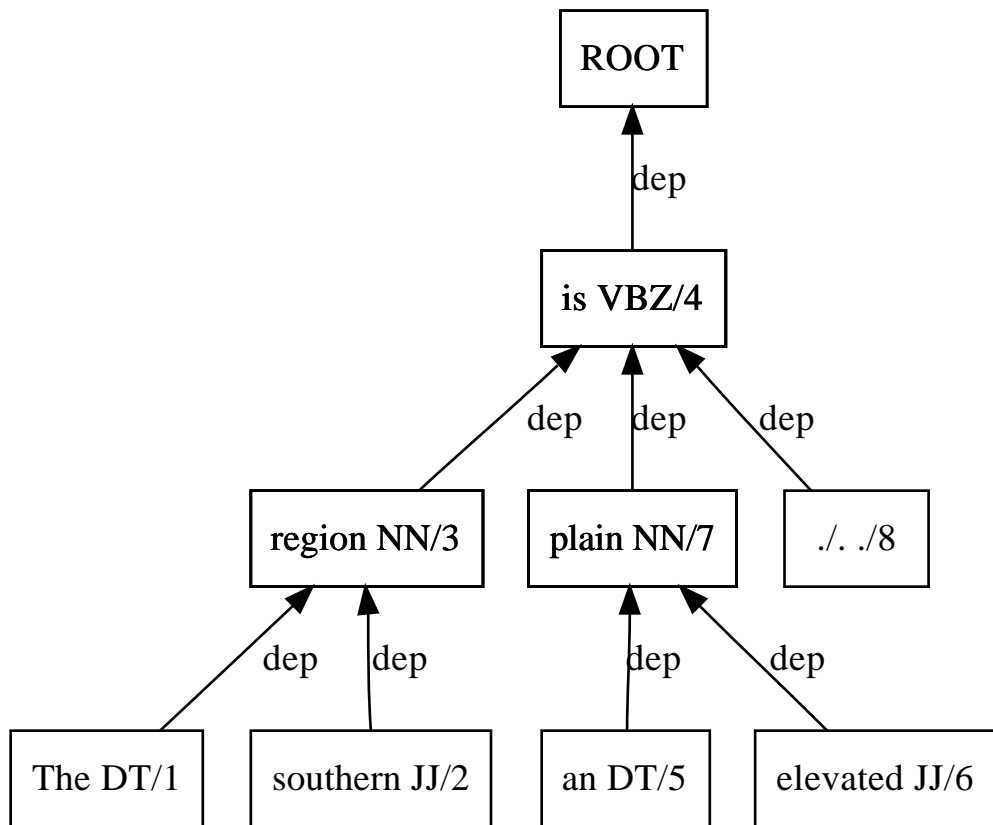 ROOT
dep
is VBZ/4
dep dep dep
region NN/3 plain NN/7 ./. ./8
dep dep dep dep
The DT/1 southern JJ/2 an DT/5 elevated JJ/6